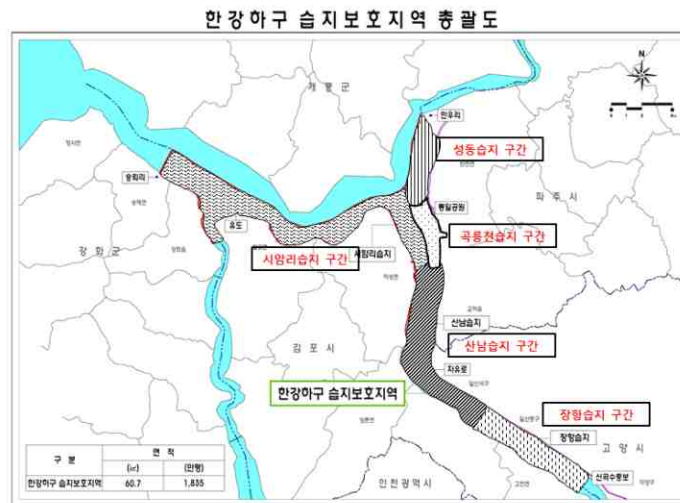 한강하구 습지보호지역 총괄도
개풍군
만우리
성동습지 구간
파주시
숭뢰리
통일공원
곡릉천습지 구간
유도
강화군
시암리습지
시암리습지 구간
산남습지
산남습지 구간
김포시
자유로
한강하구 습지보호지역
장항습지 구간
장항습지
고양시
신곡수중보
인천광역시
구 분 면 적
(㎢) (만평)
한강하구 습지보호지역 60.7 1,835